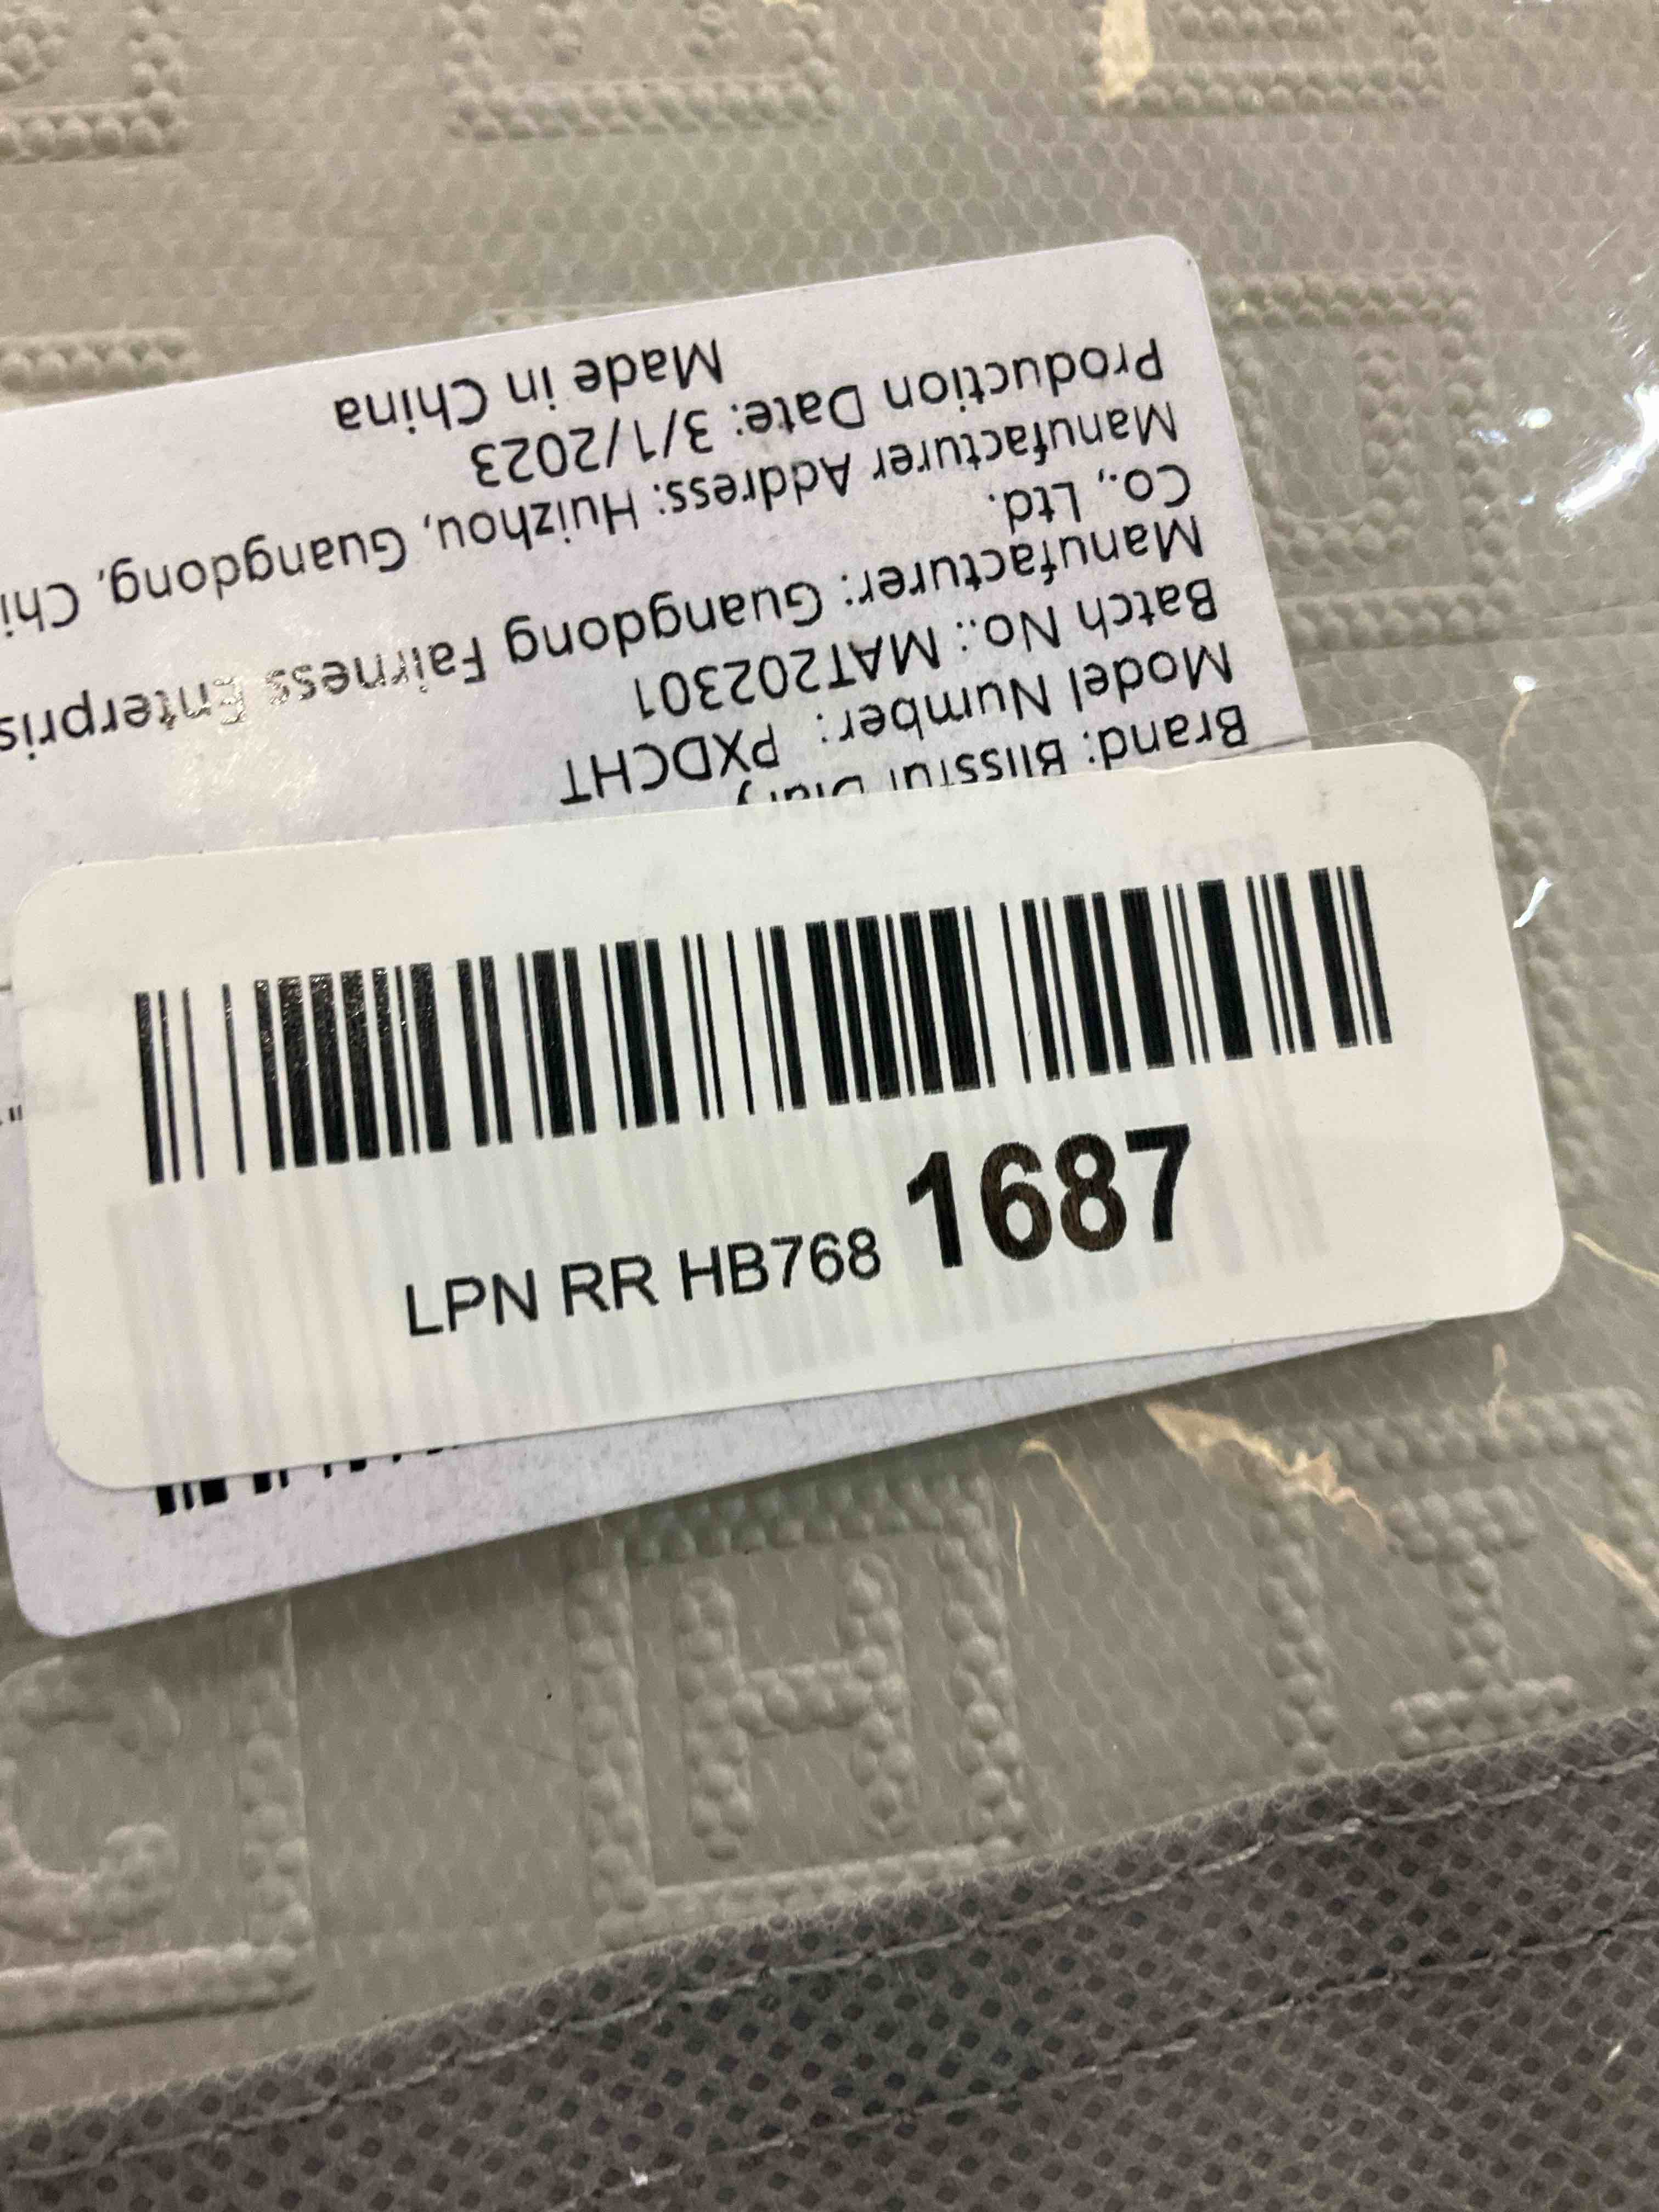 Brand: Blissful Diary
Model Number: PXDCHT
Batch No.: MAT202301
Manufacturer: Guangdong Fairness Enterpris
Co., Ltd.
Manufacturer Address: Huizhou, Guangdong, Chi
Production Date: 3/1/2023
Made in China
LPN RR HB768 1687